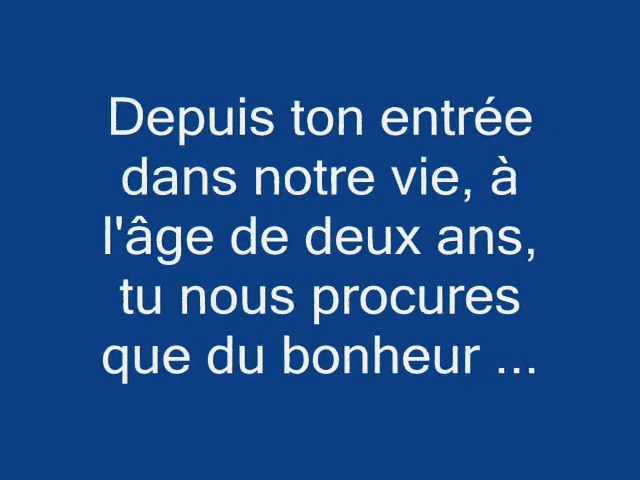 Depuis ton entrée
dans notre vie, à
l'âge de deux ans,
tu nous procures
que du bonheur ...